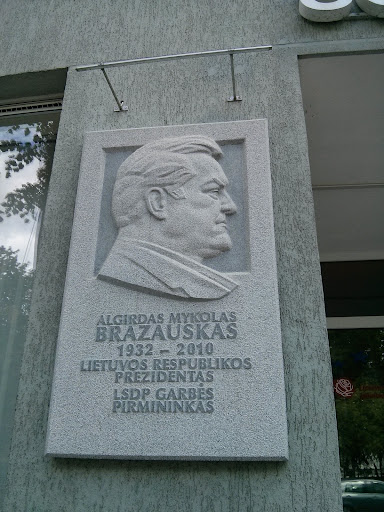 ALGIRDAS MYKOLAS
BRAZAUSKAS
1932 – 2010
LIETUVOS RESPUBLIKOS
PREZIDENTAS
LSDP GARBĖS
PIRMININKAS